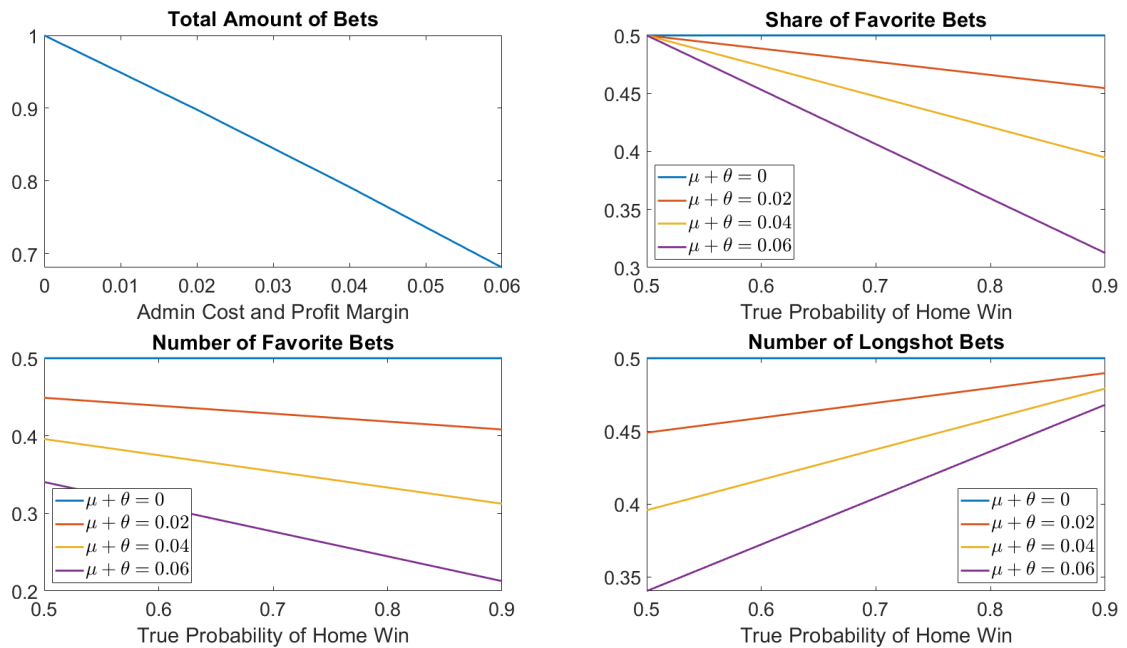 Total Amount of Bets
1
0.9
0.8
0.7
0 0.01 0.02 0.03 0.04 0.05 0.06
Admin Cost and Profit Margin
Share of Favorite Bets
0.5
0.45
0.4
0.35
0.3
μ + θ = 0
μ + θ = 0.02
μ + θ = 0.04
μ + θ = 0.06
0.5 0.6 0.7 0.8 0.9
True Probability of Home Win
Number of Favorite Bets
0.5
0.4
0.3
0.2
μ + θ = 0
μ + θ = 0.02
μ + θ = 0.04
μ + θ = 0.06
0.5 0.6 0.7 0.8 0.9
True Probability of Home Win
Number of Longshot Bets
0.5
0.45
0.4
0.35
μ + θ = 0
μ + θ = 0.02
μ + θ = 0.04
μ + θ = 0.06
0.5 0.6 0.7 0.8 0.9
True Probability of Home Win